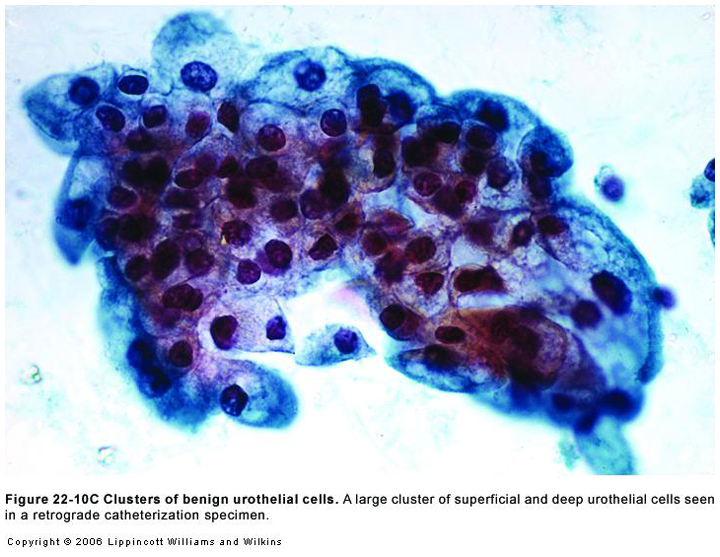 Figure 22-10C Clusters of benign urothelial cells. A large cluster of superficial and deep urothelial cells seen
in a retrograde catheterization specimen.
Copyright © 2006 Lippincott Williams and Wilkins